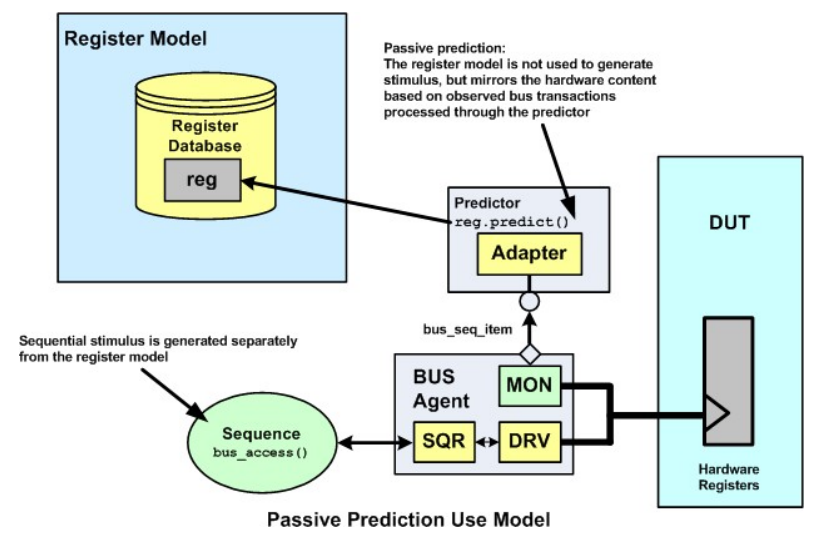 Register Model
Register
Database
reg
Passive prediction:
The register model is not used to generate
stimulus, but mirrors the hardware content
based on observed bus transactions
processed through the predictor
Predictor
reg.predict()
Adapter
DUT
bus_seq_item
Sequential stimulus is generated separately
from the register model
BUS
Agent
MON
Sequence
bus_access()
SQR
DRV
Hardware
Registers
Passive Prediction Use Model